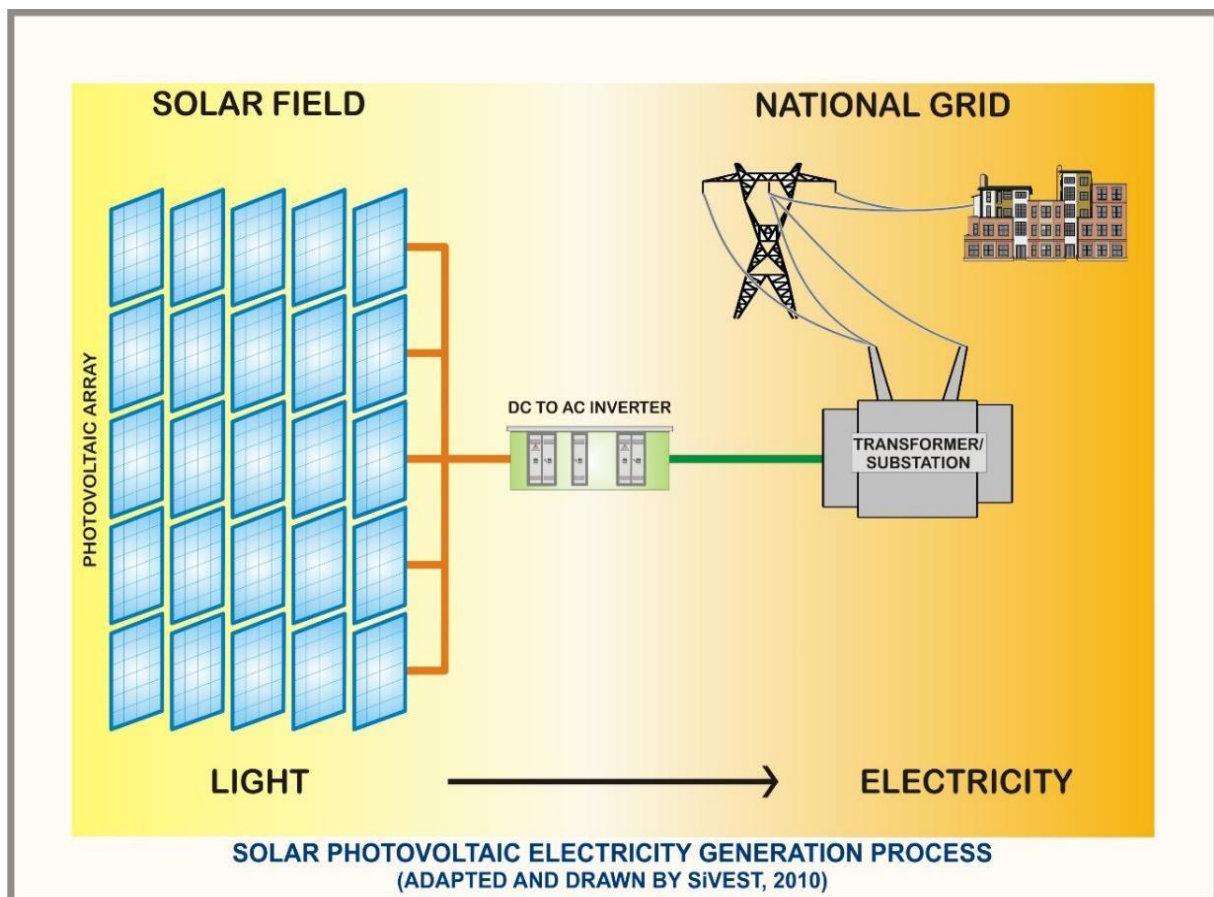 SOLAR FIELD
NATIONAL GRID
PHOTOVOLTAIC ARRAY
DC TO AC INVERTER
TRANSFORMER/
SUBSTATION
LIGHT
ELECTRICITY
SOLAR PHOTOVOLTAIC ELECTRICITY GENERATION PROCESS
(ADAPTED AND DRAWN BY SiVEST, 2010)